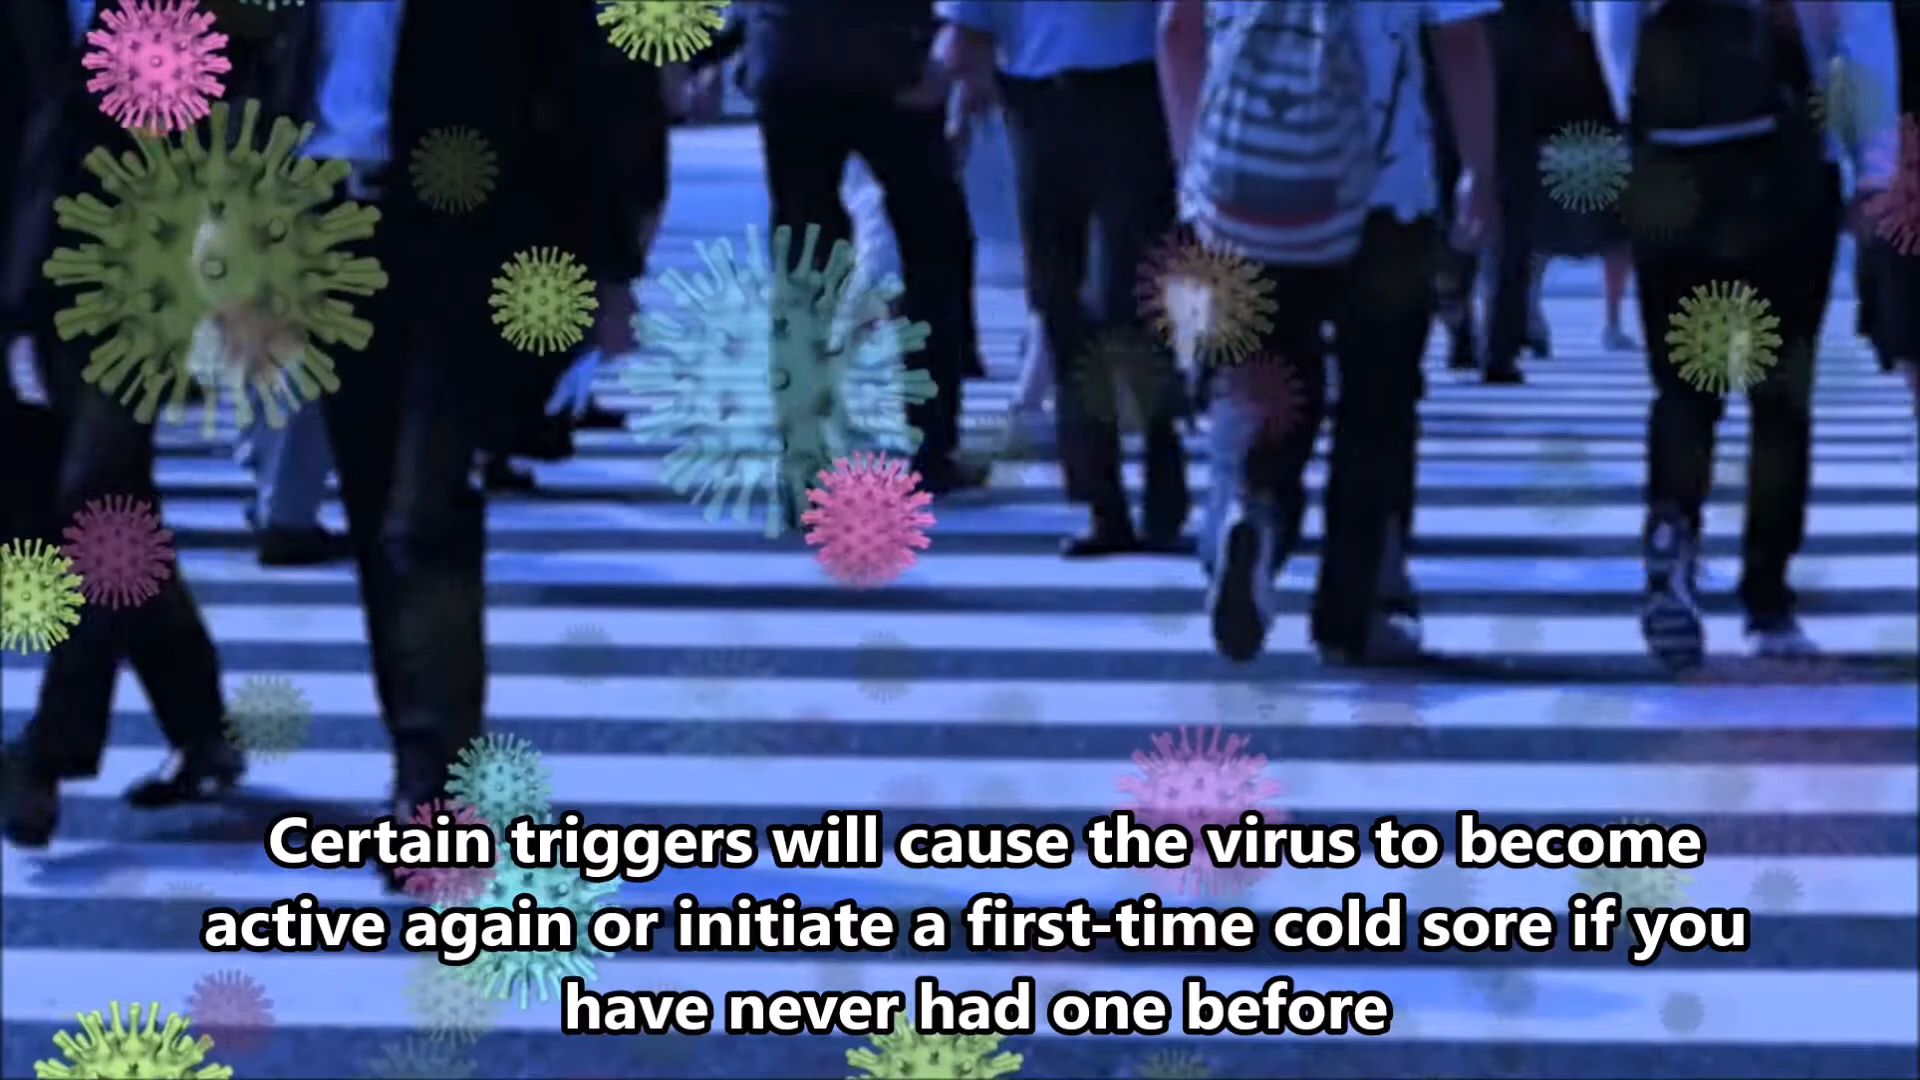 Certain triggers will cause the virus to become
active again or initiate a first-time cold sore if you
have never had one before